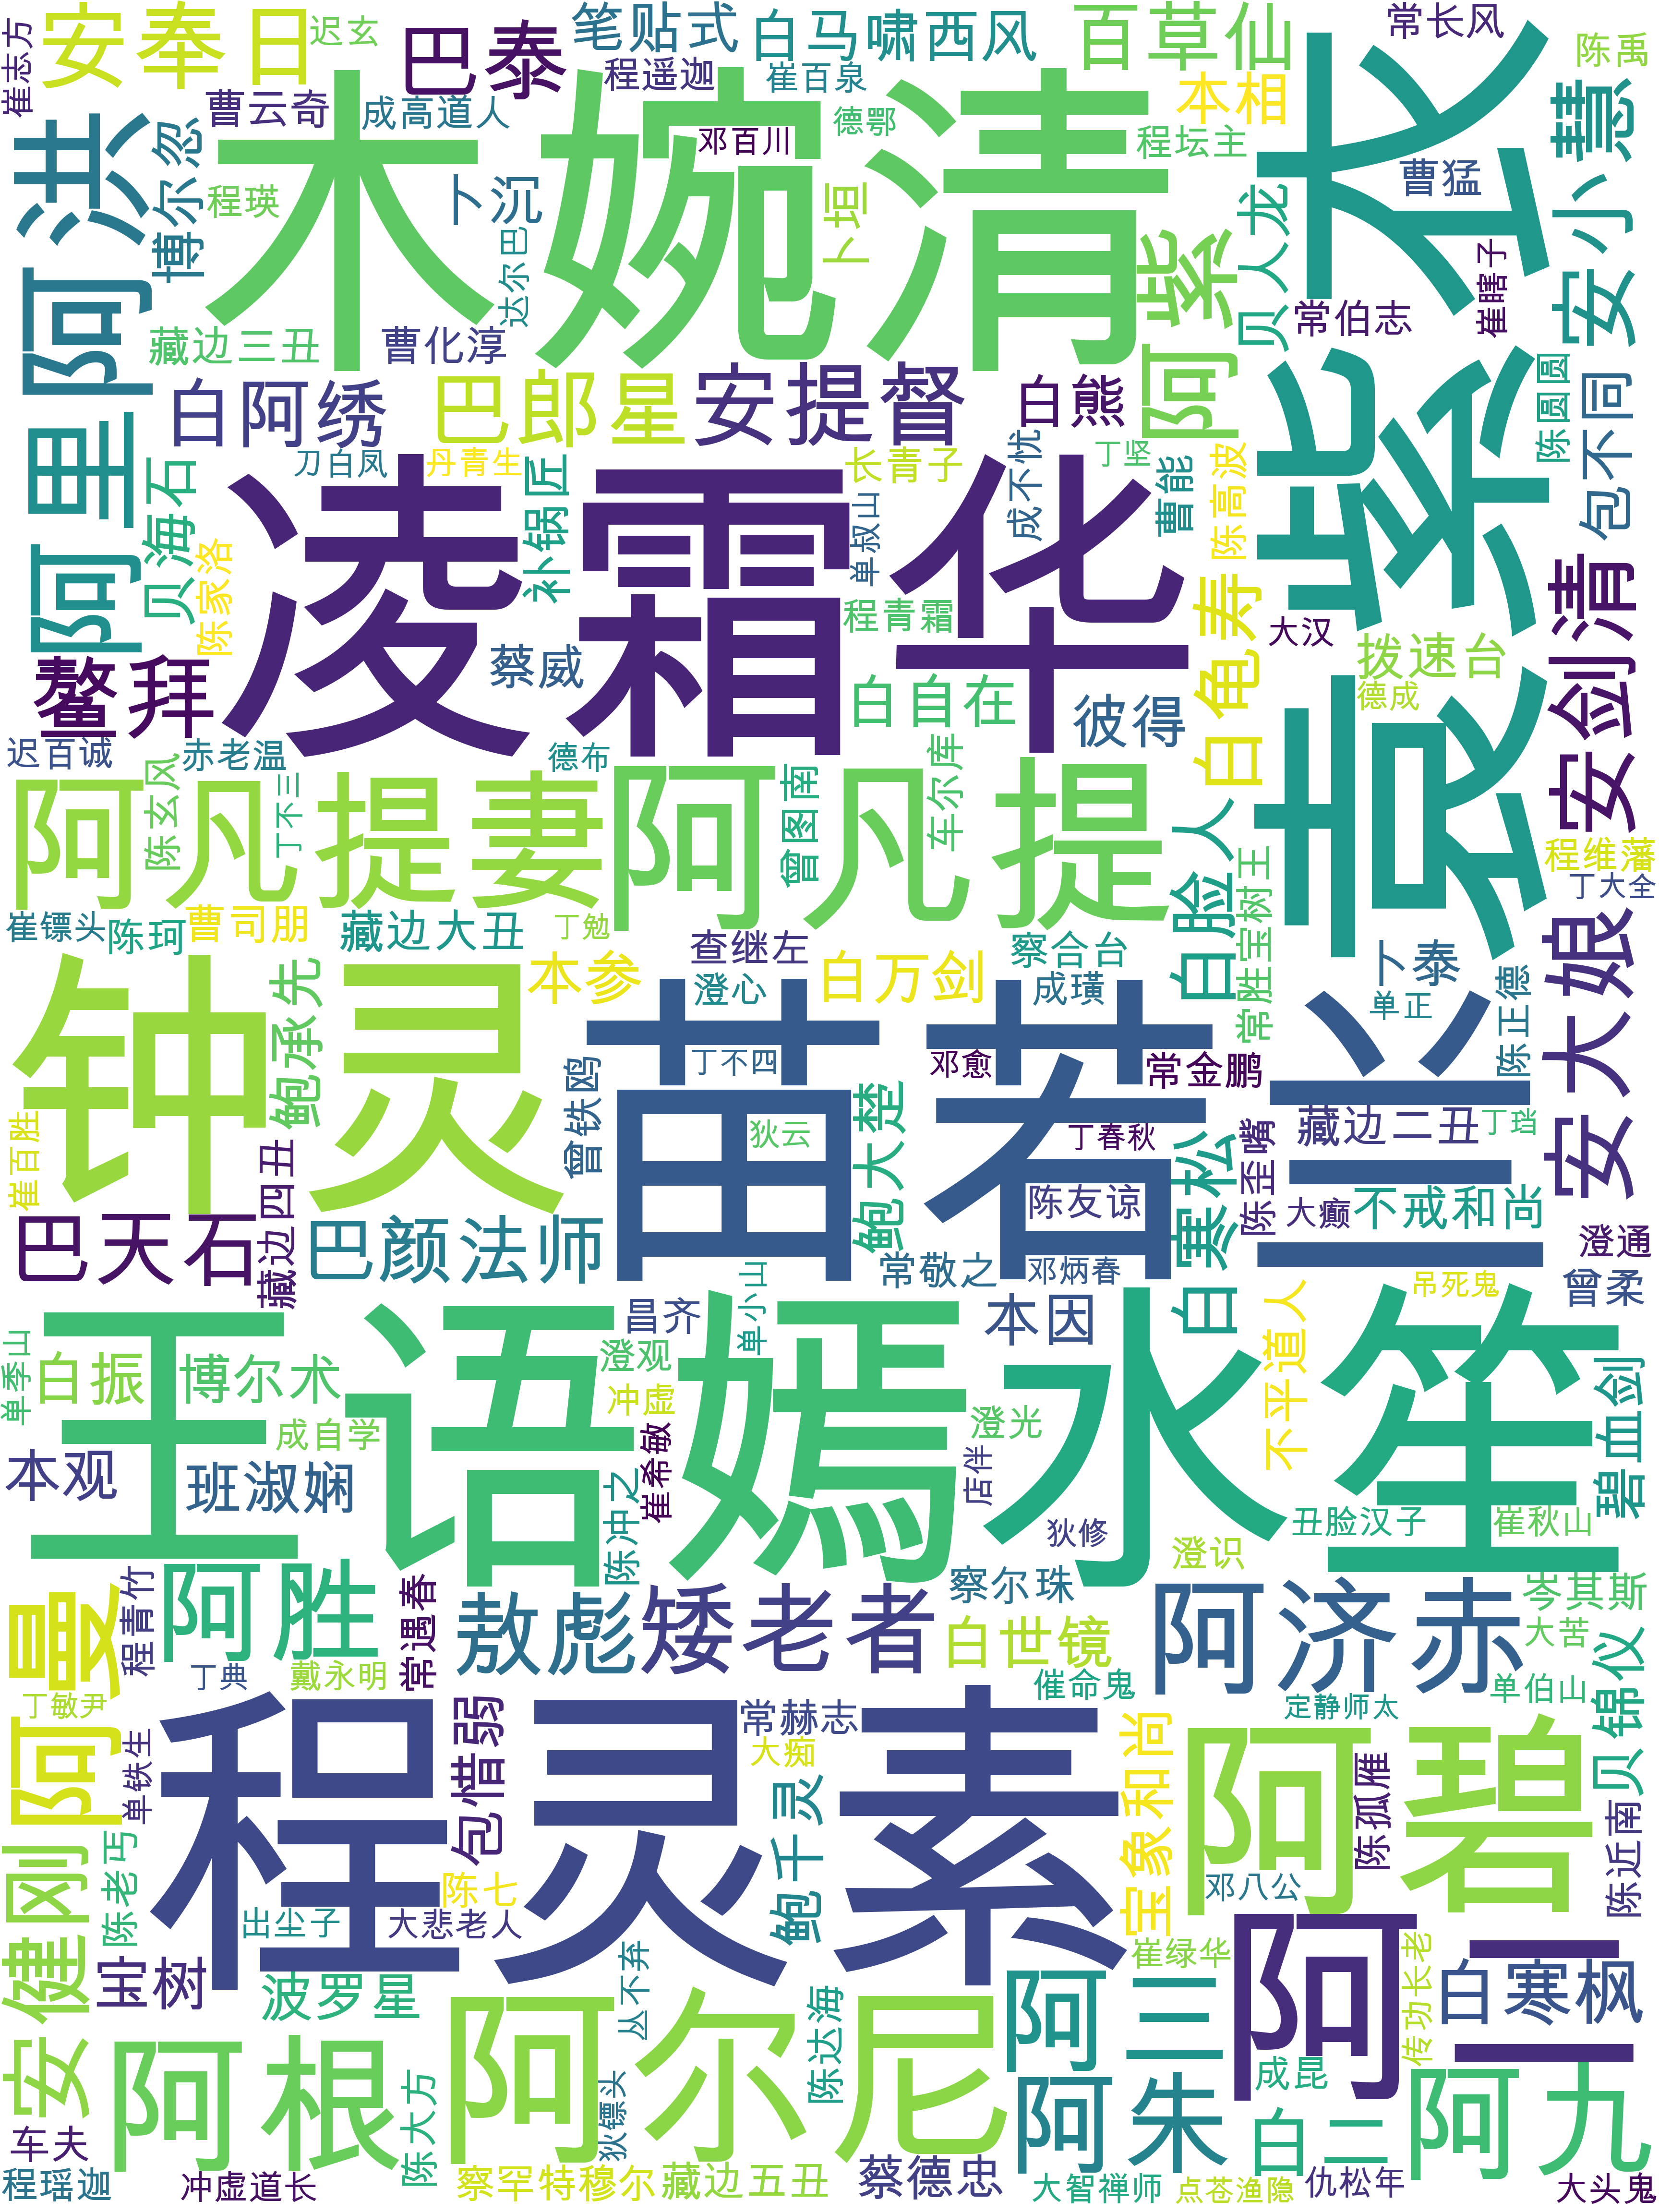 崔志方
安奉日
迟玄
巴泰
笔贴式
白马啸西风
百草仙
常长风
陈禹
程遥迦
崔百泉
本相
衣
安小慧
阿洪
博尔忽
曹云奇
成高道人
木婉清
德鄂
邓百川
程坛主
曹猛
程瑛
卜沉
卜垣
达尔巴
阿紫
贝人龙
崔瞎子
常伯志
藏边三丑
曹化淳
陈圆圆
包不同
阿里
白阿绣
巴郎星
安提督
白熊
袁紫衣
刀白凤
丹青生
长青子
成不忧
丁坚
曹能
陈高波
贝海石
补锅匠
单叔山
凌霜华
陈家洛
白龟寿
安剑清
程青霜
大汉
拨速台
鳌拜
蔡威
白自在
彼得
德成
迟百诚
赤老温
德布
车尔库
阿凡提妻
陈玄风
丁不三
阿凡提
曾图南
白脸人
常胜宝树王
程维藩
丁大全
崔镖头
陈珂
曹司朋
藏边大丑
丁勉
查继左
察合台
安大娘
卜泰
钟灵
鲍承先
本参
澄心
白万剑
成璜
单正
陈正德
苗若兰
曾铁鸥
丁不四
邓愈
常金鹏
崔百胜
狄云
鲍大楚
丁春秋
白寒松
陈歪嘴
藏边二丑
丁珰
藏边四丑
陈友谅
大癫
不戒和尚
巴天石
巴颜法师
常敬之
邓炳春
澄通
曾柔
吊死鬼
单季山
白振
博尔术
昌齐
单小山
本因
不平道人
水笙
王语嫣
澄观
冲虚
碧血剑
成自学
崔希敏
澄光
本观
班淑娴
陈冲之
店伴
狄修
丑脸汉子
崔秋山
澄识
阿曼
程青竹
阿胜
常遇春
敖彪
矮老者
察尔珠
白世镜
阿济赤
岑其斯
大苦
丁敏尹
丁典
戴永明
催命鬼
定静师太
单伯山
贝锦仪
单铁生
程灵素
包惜弱
常赫志
大痴
宝象和尚
阿碧
陈孤雁
陈近南
安健刚
陈老丐
鲍千灵
陈七
邓八公
出尘子
大悲老人
崔绿华
宝树
波罗星
丛不弃
阿二
传功长老
白寒枫
阿根
阿尔尼
陈达海
阿三
成昆
陈大方
狄镖头
阿朱
白二
阿九
车夫
程瑶迦
冲虚道长
察罕特穆尔
藏边五丑
蔡德忠
大智禅师
点苍渔隐
仇松年
大头鬼